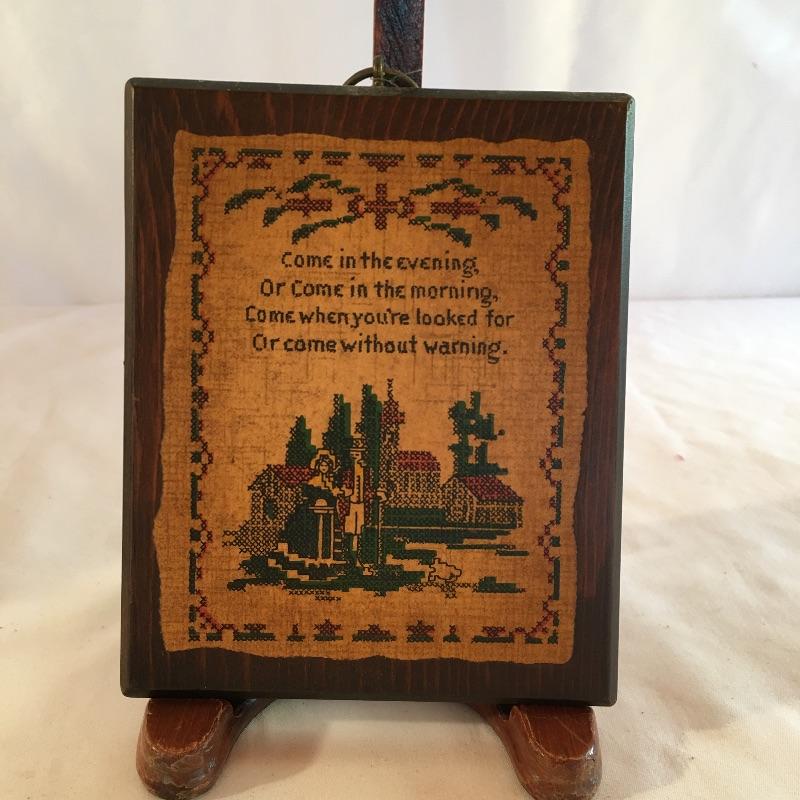 Come in the evening,
Or Come in the morning,
Come when you're looked for
Or come without warning.